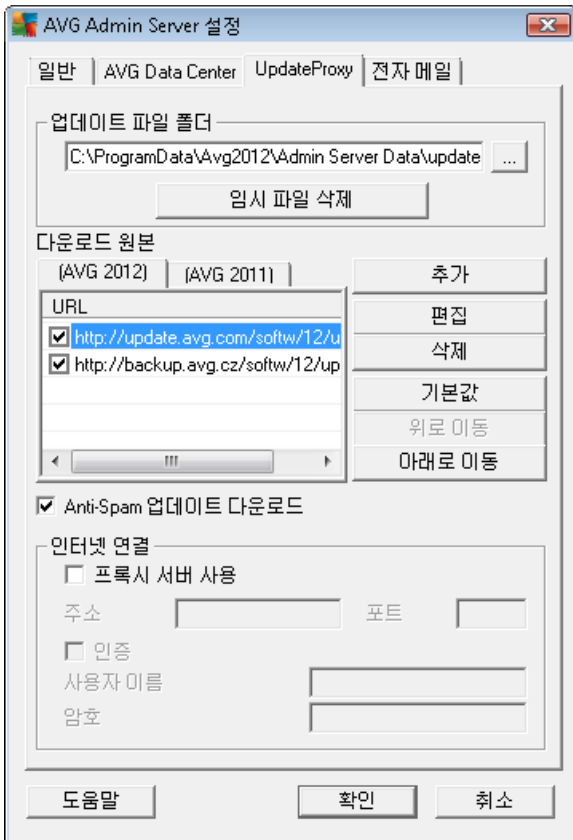 AVG Admin Server 설정
일반 AVG Data Center UpdateProxy 전자 메일
업데이트 파일 폴더
C:\ProgramData\Avg2012\Admin Server Data\update ...
임시 파일 삭제
다운로드 원본
(AVG 2012) (AVG 2011)
URL
http://update.avg.com/softw/12/u
http://backup.avg.cz/softw/12/up
추가
편집
삭제
기본값
위로 이동
아래로 이동
Anti-Spam 업데이트 다운로드
인터넷 연결
프록시 서버 사용
주소 포트
인증
사용자 이름
암호
도움말 확인 취소